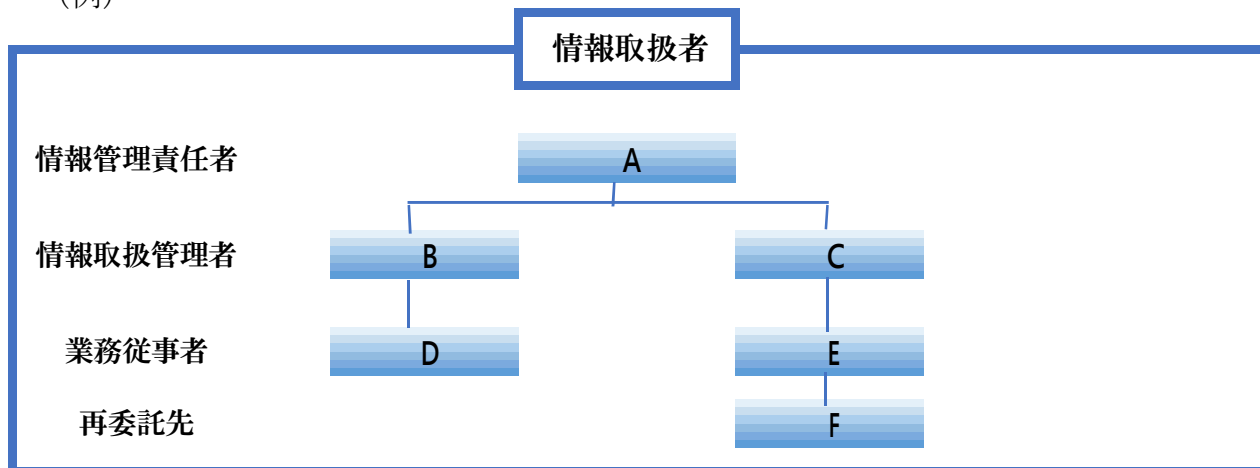 （例）
情報取扱者
情報管理責任者 A
情報取扱管理者 B C
業務従事者 D E
再委託先 F